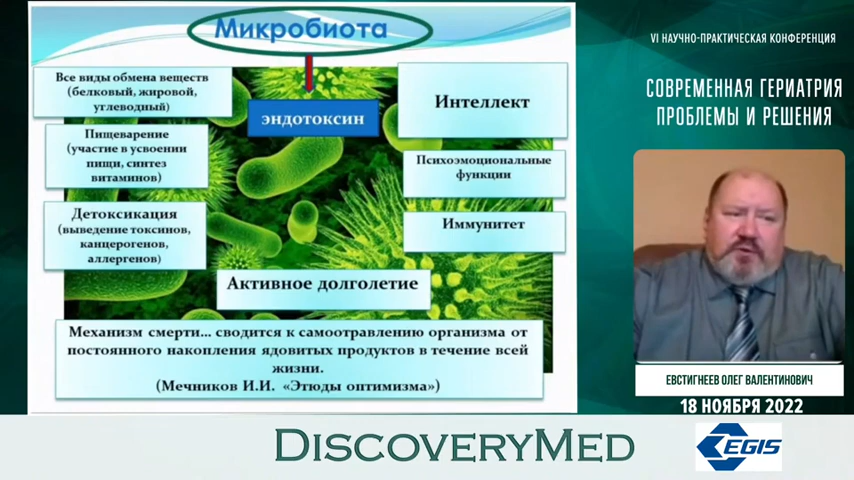 Микробиота
Все виды обмена веществ
(белковый, жировой,
углеводный)
эндотоксин
Интеллект
Пищеварение
(участие в усвоении
пищи, синтез
витаминов)
Психоэмоциональные
функции
Детоксикация
(выведение токсинов,
канцерогенов,
аллергенов)
Иммунитет
Активное долголетие
Механизм смерти... сводится к самоотравлению организма от
постоянного накопления ядовитых продуктов в течение всей
жизни.
(Мечников И.И. «Этюды оптимизма»)
VI НАУЧНО-ПРАКТИЧЕСКАЯ КОНФЕРЕНЦИЯ
СОВРЕМЕННАЯ ГЕРИАТРИЯ
ПРОБЛЕМЫ И РЕШЕНИЯ
ЕВСТИГНЕЕВ ОЛЕГ ВАЛЕНТИНОВИЧ
18 НОЯБРЯ 2022
DISCOVERYMED
EGIS